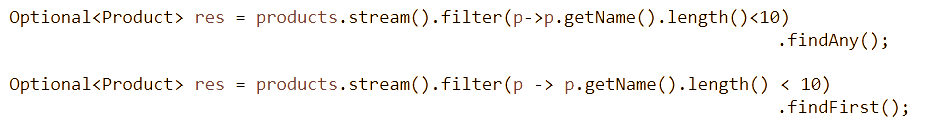 Optional<Product> res = products.stream().filter(p->p.getName().length()<10)
.findAny();
Optional<Product> res = products.stream().filter(p -> p.getName().length() < 10)
.findFirst();